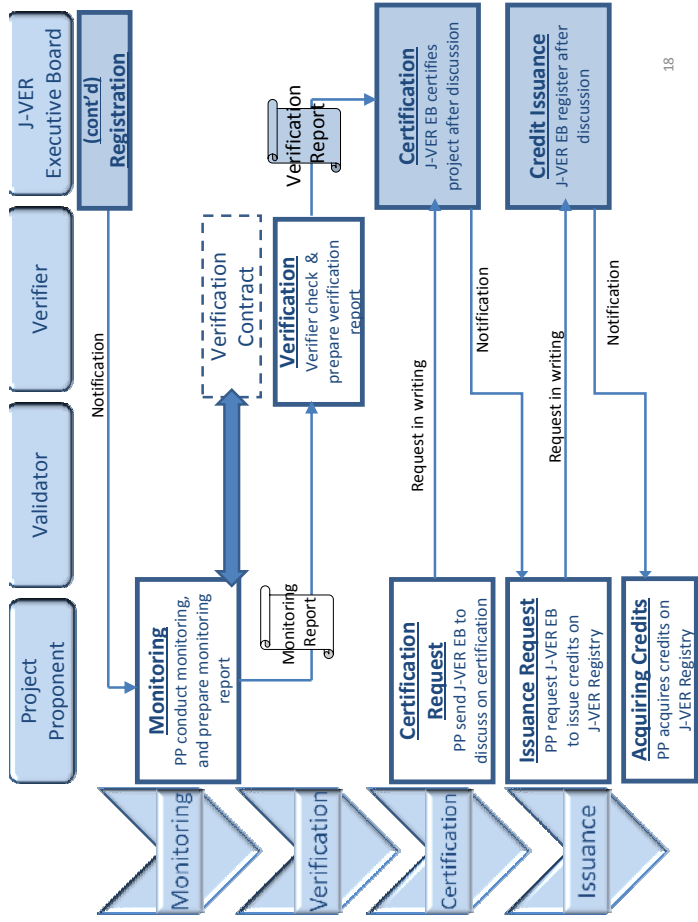 Project
Proponent
Validator
Verifier
J-VER
Executive Board
(cont'd)
Registration
Notification
Monitoring
Monitoring
PP conduct monitoring,
and prepare monitoring
report
Verification
Contract
Monitoring
Report
Verification
Verification
Verifier check &
prepare verification
report
Verification
Report
Certification
Certification
Request
PP send J-VER EB to
discuss on certification
Request in writing
Certification
J-VER EB certifies
project after discussion
Notification
Issuance
Issuance Request
PP request J-VER EB
to issue credits on
J-VER Registry
Request in writing
Credit Issuance
J-VER EB register after
discussion
Notification
Acquiring Credits
PP acquires credits on
J-VER Registry
18